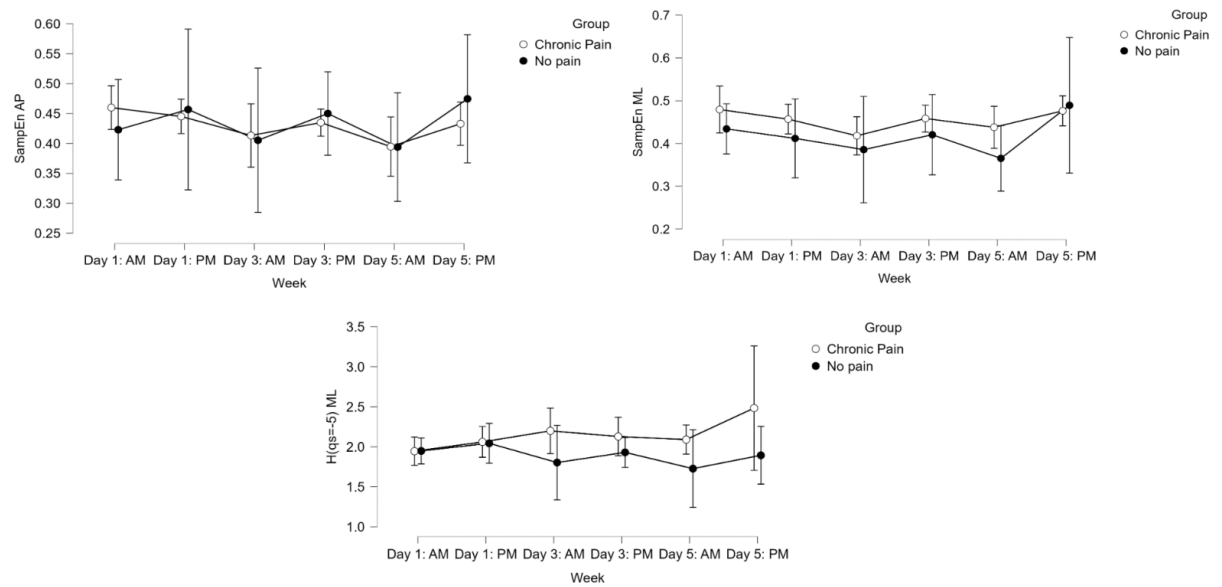 Group
Chronic Pain
No pain
SampEn AP
0.60
0.55
0.50
0.45
0.40
0.35
0.30
0.25
Day 1: AM Day 1: PM Day 3: AM Day 3: PM Day 5: AM Day 5: PM
Week
Group
Chronic Pain
No pain
SampEn ML
0.7
0.6
0.5
0.4
0.3
0.2
Day 1: AM Day 1: PM Day 3: AM Day 3: PM Day 5: AM Day 5: PM
Week
Group
Chronic Pain
No pain
H(qs=-5) ML
3.5
3.0
2.5
2.0
1.5
1.0
Day 1: AM Day 1: PM Day 3: AM Day 3: PM Day 5: AM Day 5: PM
Week